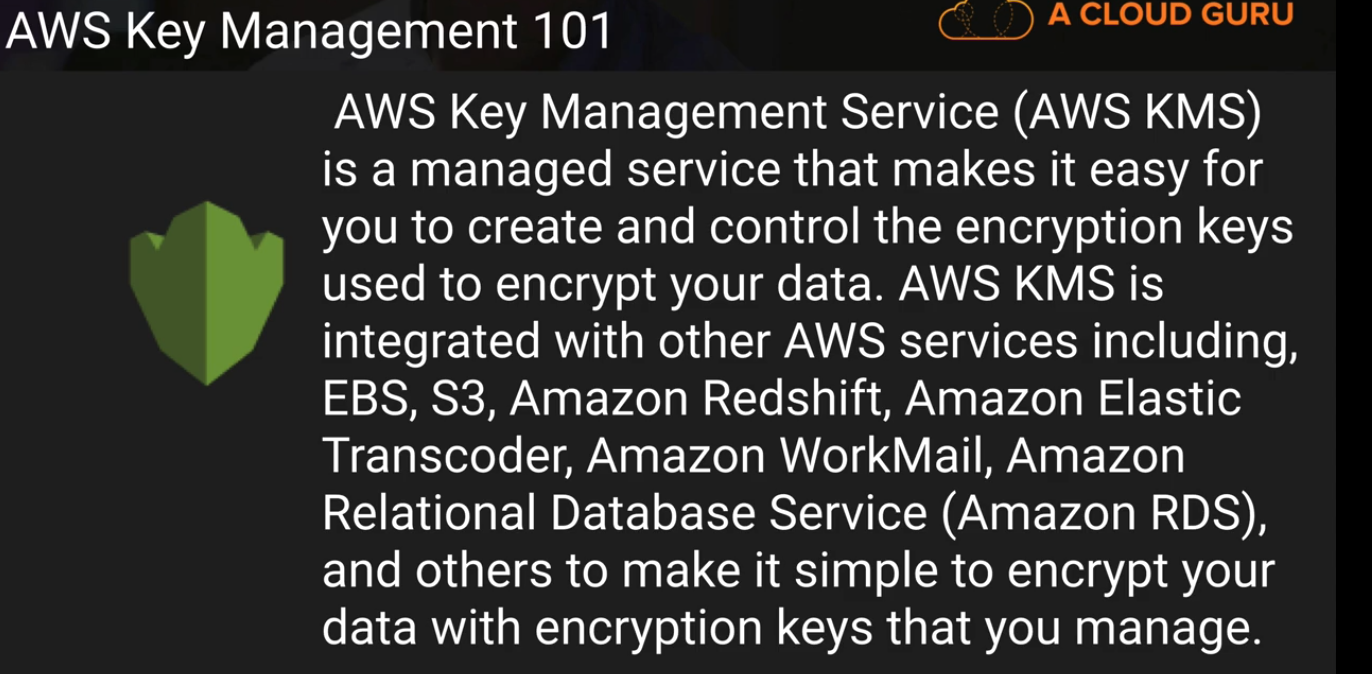 AWS Key Management 101
A CLOUD GURU
AWS Key Management Service (AWS KMS)
is a managed service that makes it easy for
you to create and control the encryption keys
used to encrypt your data. AWS KMS is
integrated with other AWS services including,
EBS, S3, Amazon Redshift, Amazon Elastic
Transcoder, Amazon WorkMail, Amazon
Relational Database Service (Amazon RDS),
and others to make it simple to encrypt your
data with encryption keys that you manage.